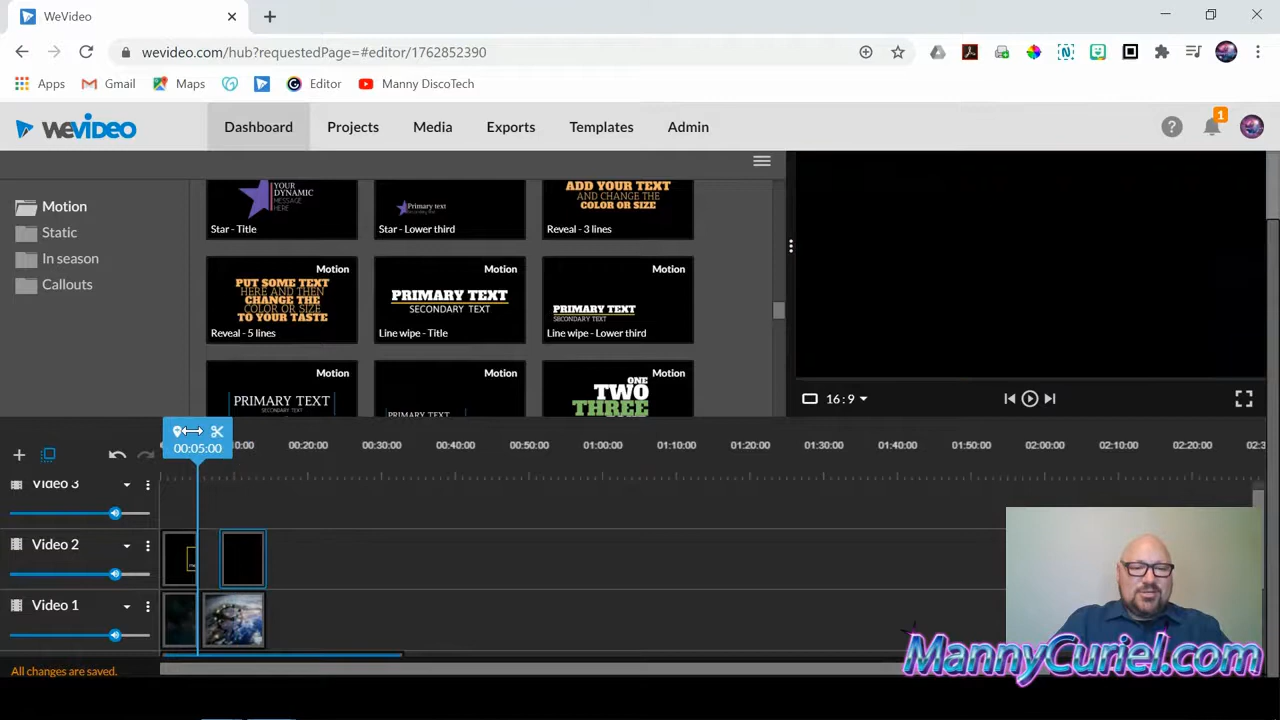 WeVideo
wevideo.com/hub?requestedPage=#editor/1762852390
Apps
Gmail
Maps
Editor
Manny DiscoTech
WEVIDEO
Dashboard
Projects
Media
Exports
Templates
Admin
1
Motion
Static
In season
Callouts
YOUR
DYNAMIC
MESSAGE
HERE
Star - Title
Primary text
Star - Lower third
ADD YOUR TEXT
AND CHANGE THE
COLOR OR SIZE
Reveal - 3 lines
Motion
PUT SOME TEXT
HERE AND THEN
CHANGE THE
COLOR OR SIZE
TO YOUR TASTE
Reveal - 5 lines
Motion
PRIMARY TEXT
SECONDARY TEXT
Line wipe - Title
Motion
PRIMARY TEXT
SECONDARY TEXT
Line wipe - Lower third
Motion
PRIMARY TEXT
SECONDARY TEXT
Motion
PRIMARY TEXT
Motion
ONE
TWO
THREE
16:9
00:05:00
00:20:00
00:30:00
00:40:00
00:50:00
01:00:00
01:10:00
01:20:00
01:30:00
01:40:00
01:50:00
02:00:00
02:10:00
02:20:00
Video 3
Video 2
Video 1
All changes are saved.
MannyCuriel.com